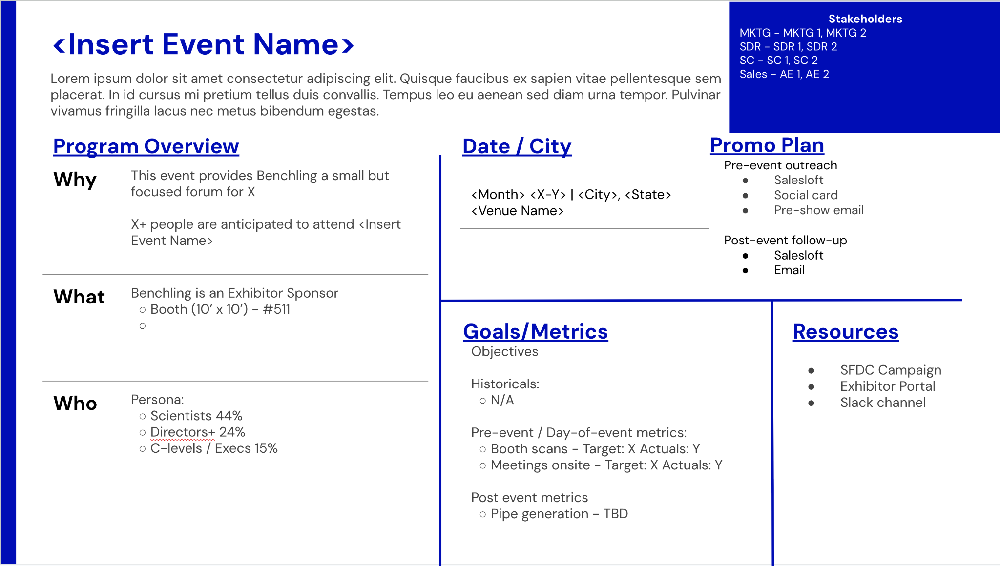 <Insert Event Name>
Lorem ipsum dolor sit amet consectetur adipiscing elit. Quisque faucibus ex sapien vitae pellentesque sem
placerat. In id cursus mi pretium tellus duis convallis. Tempus leo eu aenean sed diam urna tempor. Pulvinar
vivamus fringilla lacus nec metus bibendum egestas.
Stakeholders
MKTG - MKTG 1, MKTG 2
SDR - SDR 1, SDR 2
SC - SC 1, SC 2
Sales - AE 1, AE 2
Program Overview
Why
This event provides Benchling a small but
focused forum for X
X+ people are anticipated to attend <Insert
Event Name>
What
Benchling is an Exhibitor Sponsor
○ Booth (10’ x 10’) - #511
○
Who
Persona:
○ Scientists 44%
○ Directors+ 24%
○ C-levels / Execs 15%
Date / City
<Month> <X-Y> | <City>, <State>
<Venue Name>
Promo Plan
Pre-event outreach
● Salesloft
● Social card
● Pre-show email
Post-event follow-up
● Salesloft
● Email
Goals/Metrics
Objectives
Historicals:
○ N/A
Pre-event / Day-of-event metrics:
○ Booth scans - Target: X Actuals: Y
○ Meetings onsite - Target: X Actuals: Y
Post event metrics
○ Pipe generation - TBD
Resources
● SFDC Campaign
● Exhibitor Portal
● Slack channel